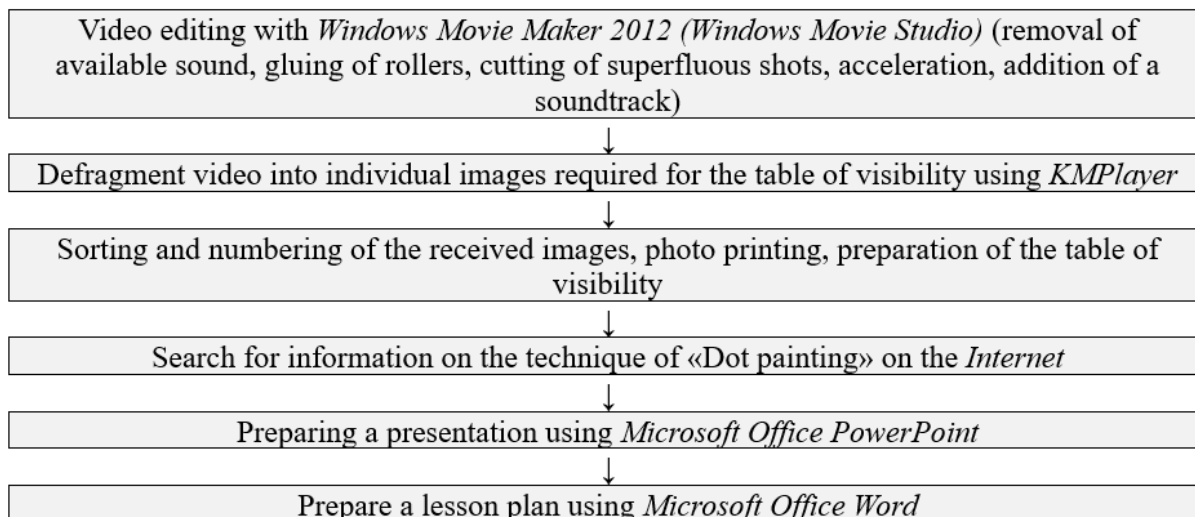 Video editing with Windows Movie Maker 2012 (Windows Movie Studio) (removal of
available sound, gluing of rollers, cutting of superfluous shots, acceleration, addition of a
soundtrack)
↓
Defragment video into individual images required for the table of visibility using KMPlayer
↓
Sorting and numbering of the received images, photo printing, preparation of the table of
visibility
↓
Search for information on the technique of «Dot painting» on the Internet
↓
Preparing a presentation using Microsoft Office PowerPoint
↓
Prepare a lesson plan using Microsoft Office Word